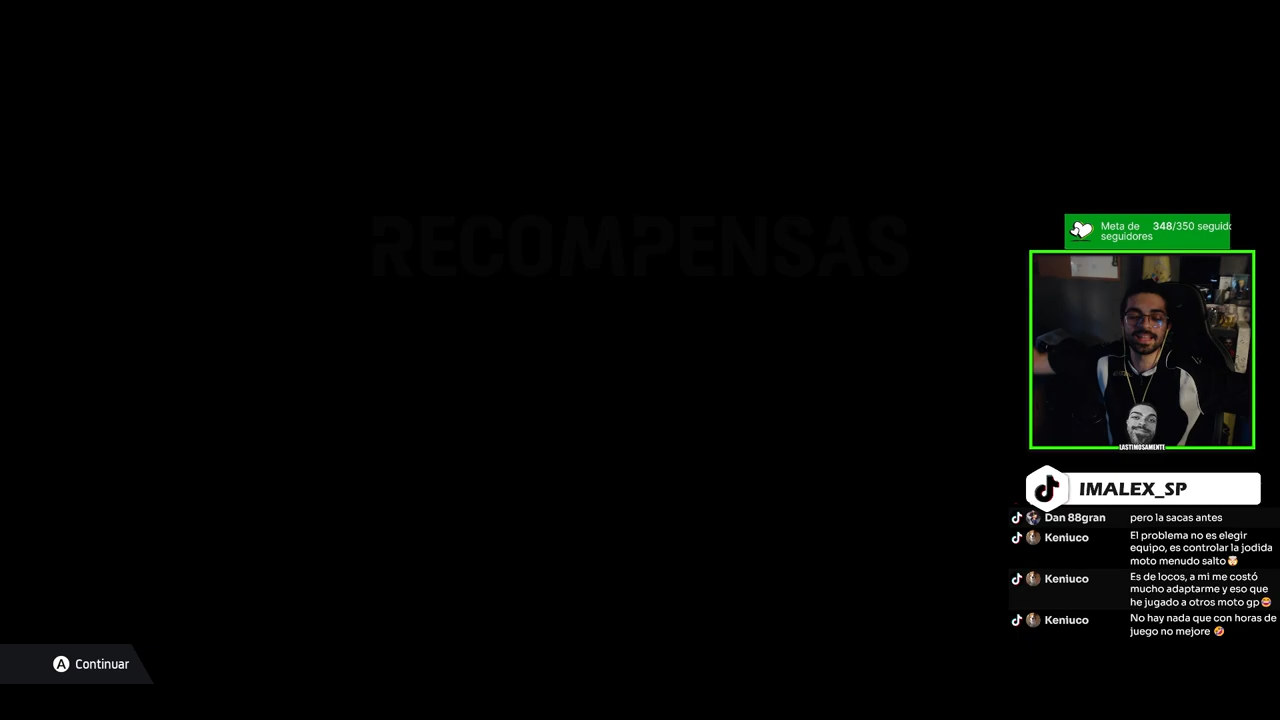 RECOMPENSAS
Meta de seguidores 348/350 seguid
LASTIMOSAMENTE
IMALEX_SP
Dan 88gran pero la sacas antes
Keniuco El problema no es elegir
equipo, es controlar la jodida
moto menudo salto🤯
Keniuco Es de locos, a mi me costó
mucho adaptarme y eso que
he jugado a otros moto gp😂
Keniuco No hay nada que con horas de
juego no mejore 🤣
A Continuar